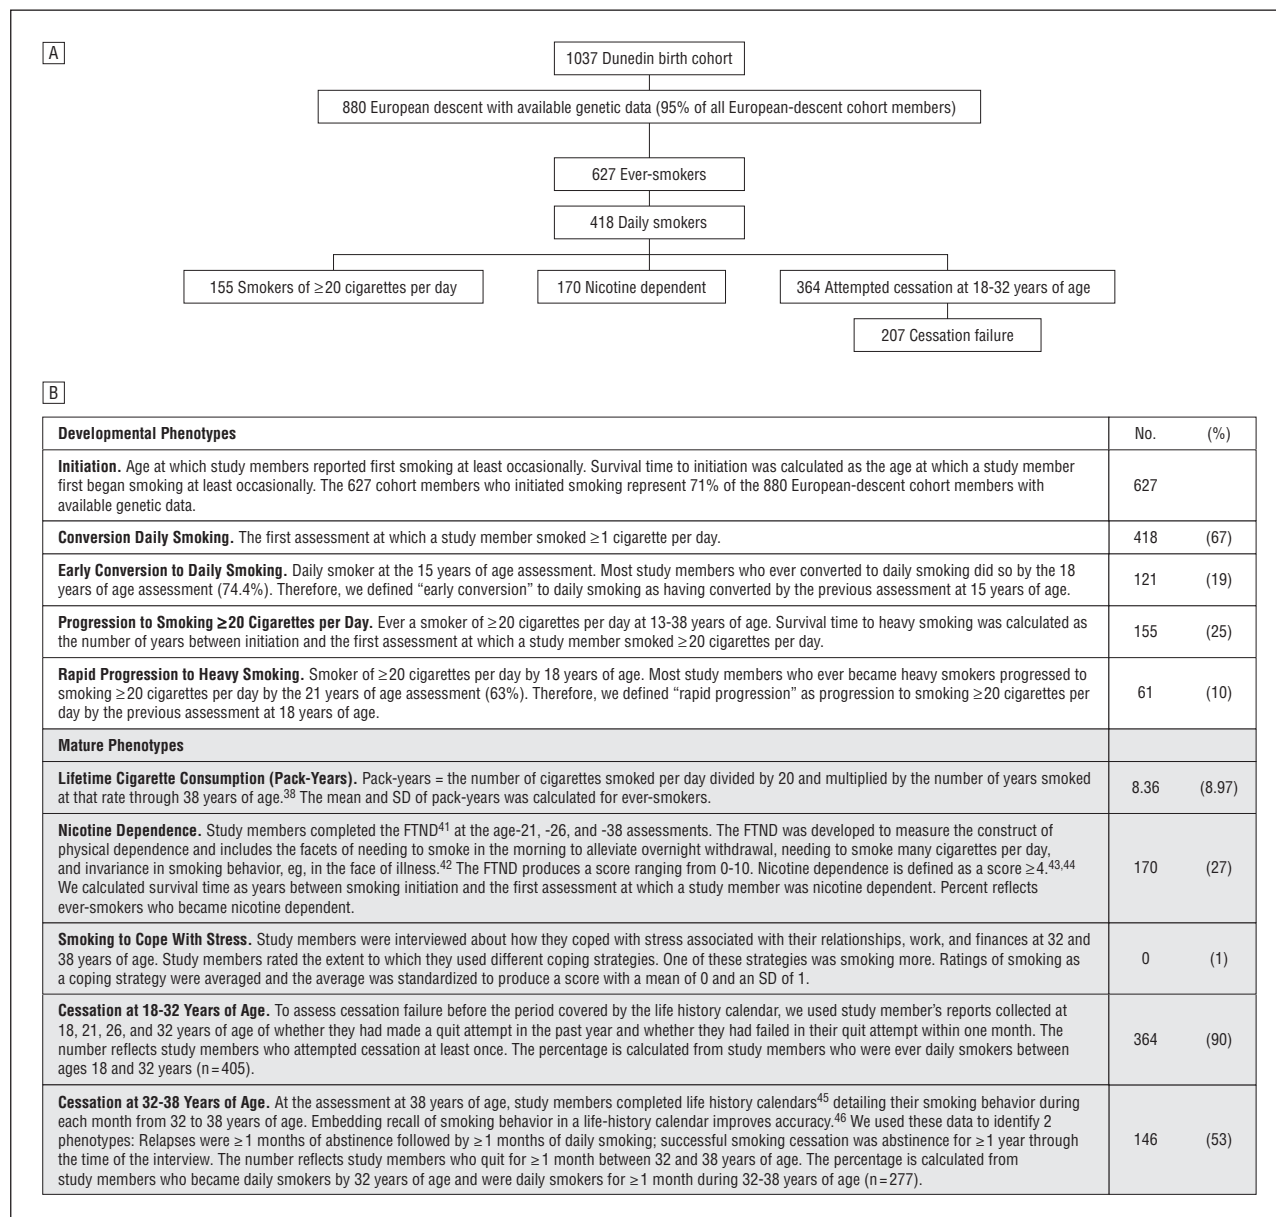 A
1037 Dunedin birth cohort
880 European descent with available genetic data (95% of all European-descent cohort members)
627 Ever-smokers
418 Daily smokers
155 Smokers of ≥20 cigarettes per day
170 Nicotine dependent
364 Attempted cessation at 18-32 years of age
207 Cessation failure
B
Developmental Phenotypes No. (%)
Initiation. Age at which study members reported first smoking at least occasionally. Survival time to initiation was calculated as the age at which a study member
first began smoking at least occasionally. The 627 cohort members who initiated smoking represent 71% of the 880 European-descent cohort members with
available genetic data.
627
Conversion Daily Smoking. The first assessment at which a study member smoked ≥1 cigarette per day.
418 (67)
Early Conversion to Daily Smoking. Daily smoker at the 15 years of age assessment. Most study members who ever converted to daily smoking did so by the 18
years of age assessment (74.4%). Therefore, we defined “early conversion” to daily smoking as having converted by the previous assessment at 15 years of age.
121 (19)
Progression to Smoking ≥20 Cigarettes per Day. Ever a smoker of ≥20 cigarettes per day at 13-38 years of age. Survival time to heavy smoking was calculated as
the number of years between initiation and the first assessment at which a study member smoked ≥20 cigarettes per day.
155 (25)
Rapid Progression to Heavy Smoking. Smoker of ≥20 cigarettes per day by 18 years of age. Most study members who ever became heavy smokers progressed to
smoking ≥20 cigarettes per day by the 21 years of age assessment (63%). Therefore, we defined “rapid progression” as progression to smoking ≥20 cigarettes per
day by the previous assessment at 18 years of age.
61 (10)
Mature Phenotypes
Lifetime Cigarette Consumption (Pack-Years). Pack-years = the number of cigarettes smoked per day divided by 20 and multiplied by the number of years smoked
at that rate through 38 years of age.38 The mean and SD of pack-years was calculated for ever-smokers.
8.36 (8.97)
Nicotine Dependence. Study members completed the FTND41 at the age-21, -26, and -38 assessments. The FTND was developed to measure the construct of
physical dependence and includes the facets of needing to smoke in the morning to alleviate overnight withdrawal, needing to smoke many cigarettes per day,
and invariance in smoking behavior, eg, in the face of illness.42 The FTND produces a score ranging from 0-10. Nicotine dependence is defined as a score ≥4.43,44
We calculated survival time as years between smoking initiation and the first assessment at which a study member was nicotine dependent. Percent reflects
ever-smokers who became nicotine dependent.
170 (27)
Smoking to Cope With Stress. Study members were interviewed about how they coped with stress associated with their relationships, work, and finances at 32 and
38 years of age. Study members rated the extent to which they used different coping strategies. One of these strategies was smoking more. Ratings of smoking as
a coping strategy were averaged and the average was standardized to produce a score with a mean of 0 and an SD of 1.
0 (1)
Cessation at 18-32 Years of Age. To assess cessation failure before the period covered by the life history calendar, we used study member’s reports collected at
18, 21, 26, and 32 years of age of whether they had made a quit attempt in the past year and whether they had failed in their quit attempt within one month. The
number reflects study members who attempted cessation at least once. The percentage is calculated from study members who were ever daily smokers between
ages 18 and 32 years (n=405).
364 (90)
Cessation at 32-38 Years of Age. At the assessment at 38 years of age, study members completed life history calendars45 detailing their smoking behavior during
each month from 32 to 38 years of age. Embedding recall of smoking behavior in a life-history calendar improves accuracy.46 We used these data to identify 2
phenotypes: Relapses were ≥1 months of abstinence followed by ≥1 months of daily smoking; successful smoking cessation was abstinence for ≥1 year through
the time of the interview. The number reflects study members who quit for ≥1 month between 32 and 38 years of age. The percentage is calculated from
study members who became daily smokers by 32 years of age and were daily smokers for ≥1 month during 32-38 years of age (n=277).
146 (53)